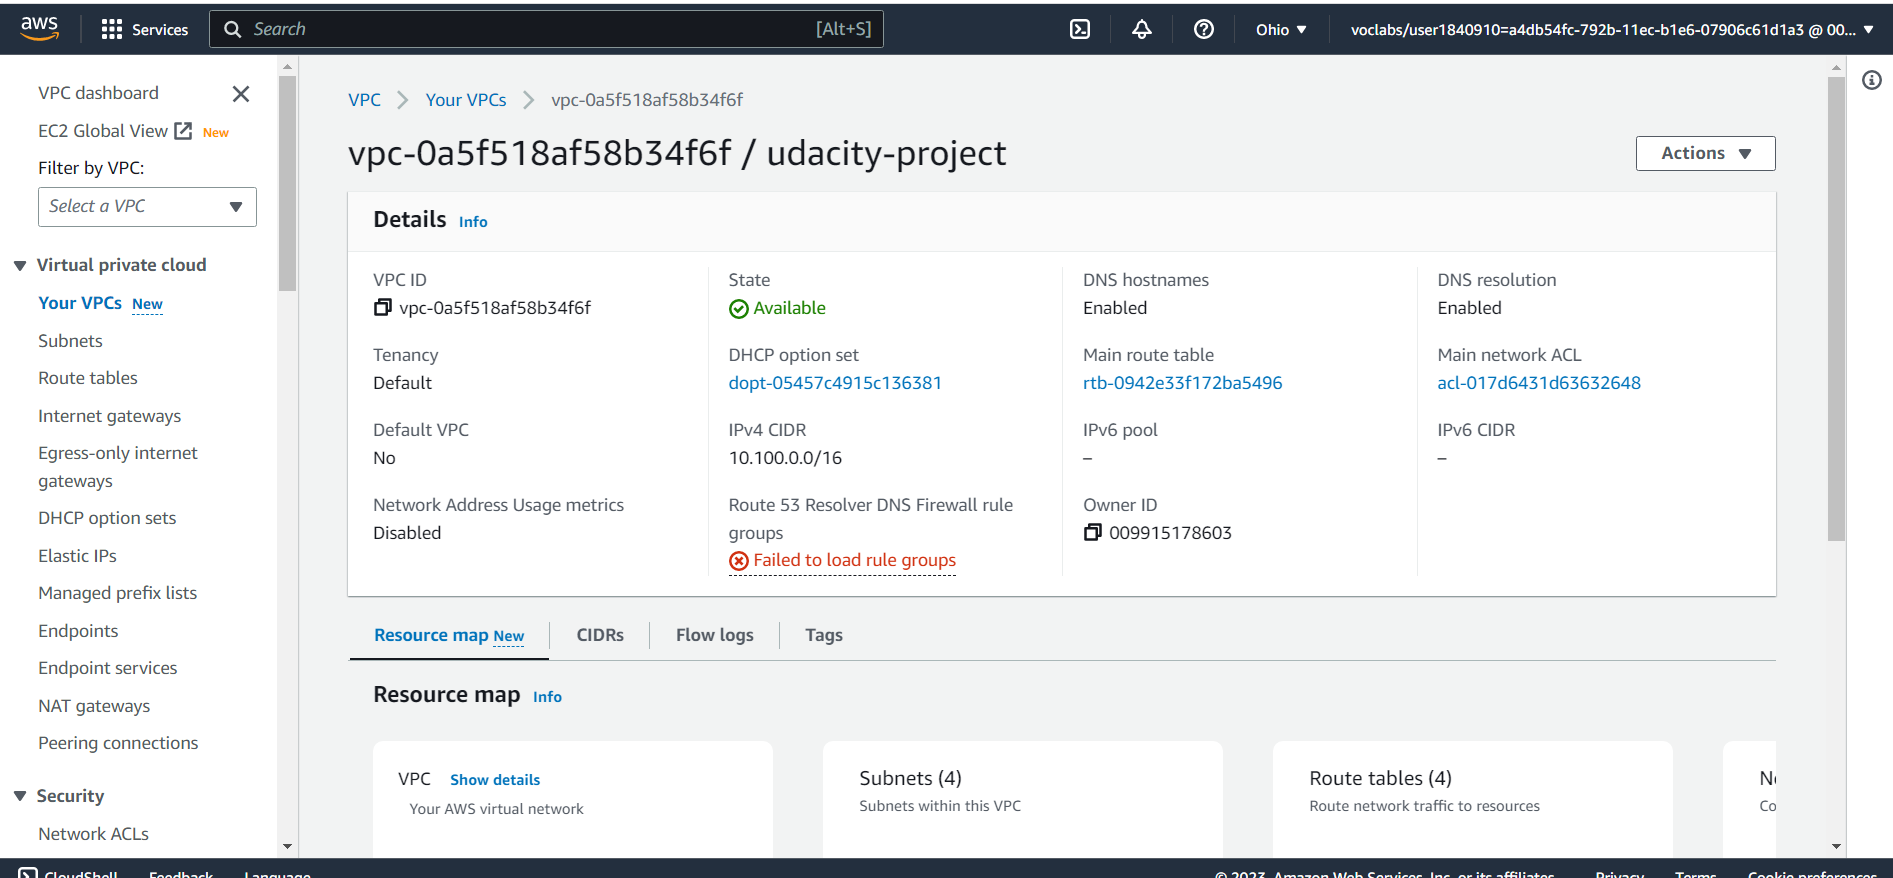 aws
Services
Search
[Alt+S]
Ohio
voclabs/user1840910=a4db54fc-792b-11ec-b1e6-07906c61d1a3 @ 00...
VPC dashboard
EC2 Global View New
Filter by VPC:
Select a VPC
Virtual private cloud
Your VPCs New
Subnets
Route tables
Internet gateways
Egress-only internet
gateways
DHCP option sets
Elastic IPs
Managed prefix lists
Endpoints
Endpoint services
NAT gateways
Peering connections
Security
Network ACLs
VPC
Your VPCs
vpc-0a5f518af58b34f6f
vpc-0a5f518af58b34f6f / udacity-project
Actions
Details Info
VPC ID
vpc-0a5f518af58b34f6f
State
Available
DNS hostnames
Enabled
DNS resolution
Enabled
Tenancy
Default
DHCP option set
dopt-05457c4915c136381
Main route table
rtb-0942e33f172ba5496
Main network ACL
acl-017d6431d63632648
Default VPC
No
IPv4 CIDR
10.100.0.0/16
IPv6 pool
–
IPv6 CIDR
–
Network Address Usage metrics
Disabled
Route 53 Resolver DNS Firewall rule
groups
Failed to load rule groups
Owner ID
009915178603
Resource map New
CIDRs
Flow logs
Tags
Resource map Info
VPC Show details
Your AWS virtual network
Subnets (4)
Subnets within this VPC
Route tables (4)
Route network traffic to resources
CloudShell
Feedback
Language
© 2023, Amazon Web Services, Inc. or its affiliates.
Privacy
Terms
Cookie preferences